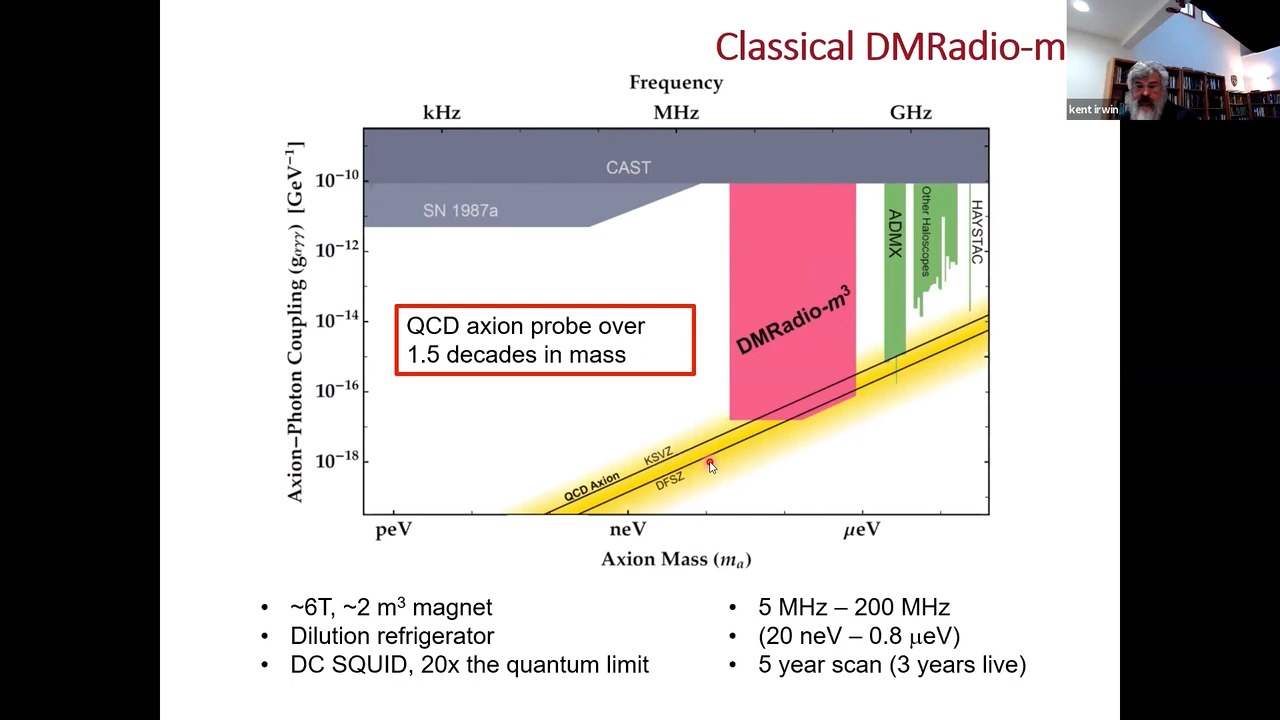 Classical DMRadio-m
kent irwin
Frequency
kHz
MHz
GHz
Axion−Photon Coupling (gₐγγ) [GeV⁻¹]
10⁻¹⁰
10⁻¹²
10⁻¹⁴
10⁻¹⁶
10⁻¹⁸
CAST
SN 1987a
DMRadio-m³
ADMX
Other Haloscopes
HAYSTAC
QCD axion probe over
1.5 decades in mass
KSVZ
QCD Axion
DFSZ
peV
neV
μeV
Axion Mass (mₐ)
• ~6T, ~2 m³ magnet
• Dilution refrigerator
• DC SQUID, 20x the quantum limit
• 5 MHz – 200 MHz
• (20 neV – 0.8 μeV)
• 5 year scan (3 years live)